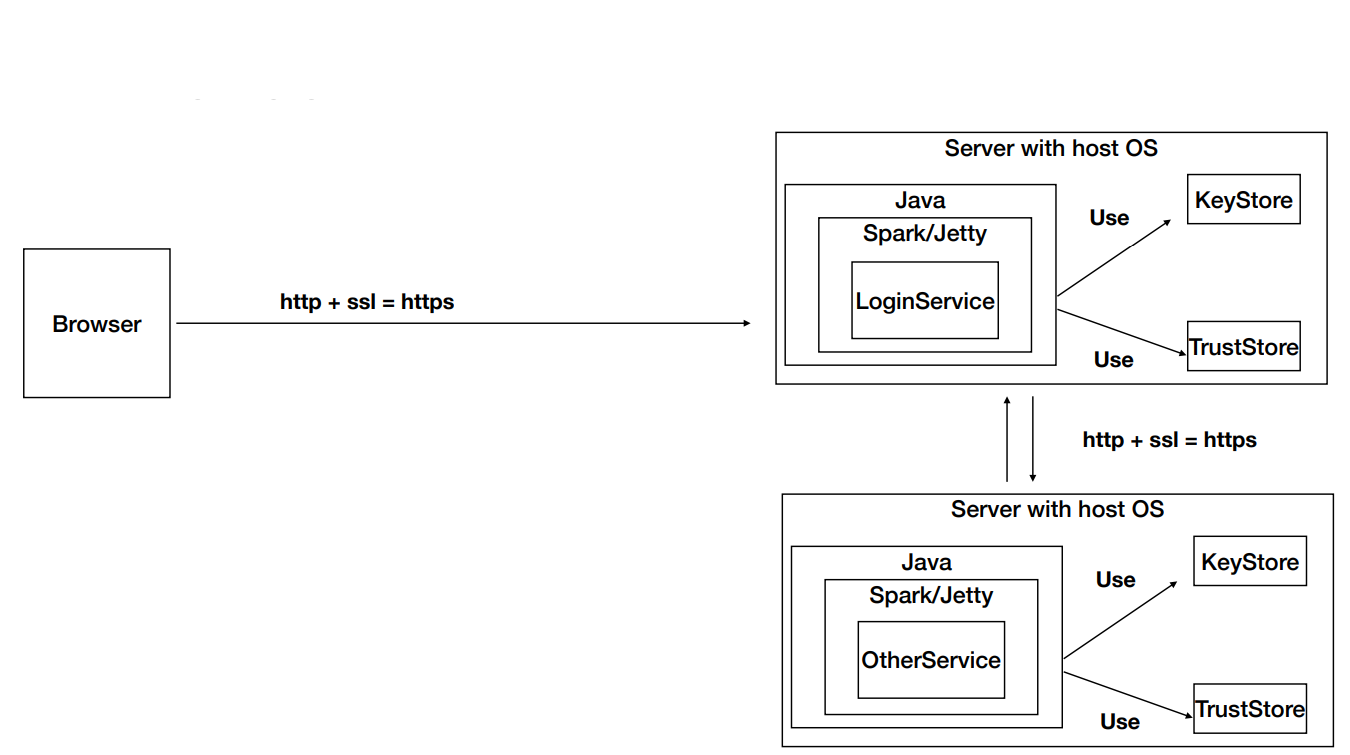 Server with host OS
Java
KeyStore
Use
Spark/Jetty
LoginService
http + ssl = https
Browser
TrustStore
Use
http + ssl = https
Server with host OS
Java
KeyStore
Use
Spark/Jetty
OtherService
TrustStore
Use